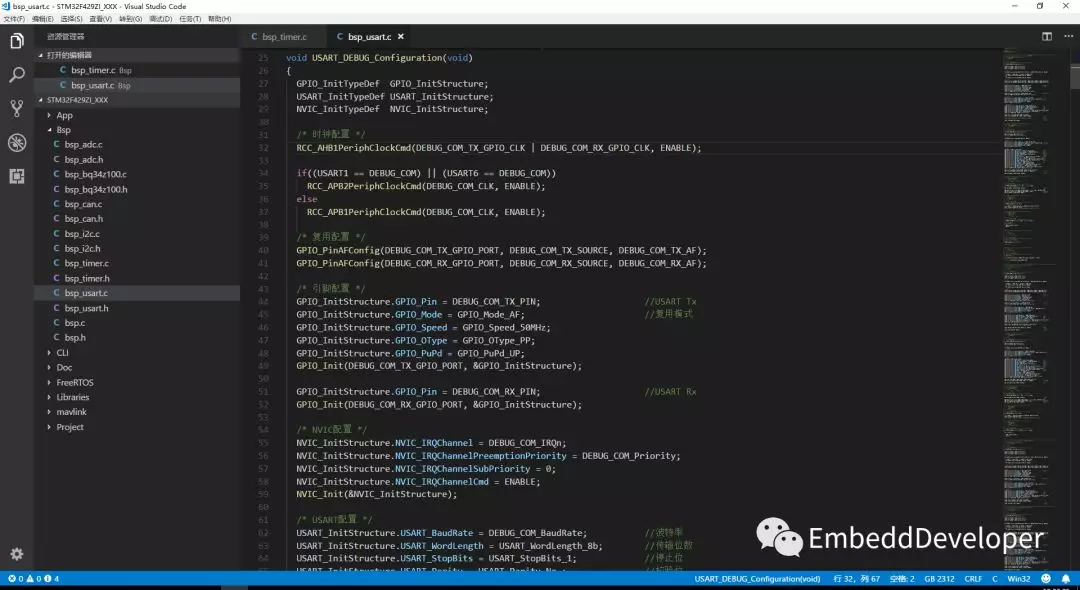 bsp_usart.c - STM32F429ZI_XXX - Visual Studio Code
文件(F) 编辑(E) 选择(S) 查看(V) 转到(G) 调试(D) 任务(T) 帮助(H)
资源管理器
打开的编辑器
C bsp_timer.c Bsp
C bsp_usart.c Bsp
STM32F429ZI_XXX
App
Bsp
C bsp_adc.c
C bsp_adc.h
C bsp_bq34z100.c
C bsp_bq34z100.h
C bsp_can.c
C bsp_can.h
C bsp_i2c.c
C bsp_i2c.h
C bsp_timer.c
C bsp_timer.h
C bsp_usart.c
C bsp_usart.h
C bsp.c
C bsp.h
CLI
Doc
FreeRTOS
Libraries
mavlink
Project
C bsp_timer.c
C bsp_usart.c ×
25 void USART_DEBUG_Configuration(void)
26 {
27 GPIO_InitTypeDef GPIO_InitStructure;
28 USART_InitTypeDef USART_InitStructure;
29 NVIC_InitTypeDef NVIC_InitStructure;
30
31 /* 时钟配置 */
32 RCC_AHB1PeriphClockCmd(DEBUG_COM_TX_GPIO_CLK | DEBUG_COM_RX_GPIO_CLK, ENABLE);
33
34 if((USART1 == DEBUG_COM) || (USART6 == DEBUG_COM))
35 RCC_APB2PeriphClockCmd(DEBUG_COM_CLK, ENABLE);
36 else
37 RCC_APB1PeriphClockCmd(DEBUG_COM_CLK, ENABLE);
38
39 /* 复用配置 */
40 GPIO_PinAFConfig(DEBUG_COM_TX_GPIO_PORT, DEBUG_COM_TX_SOURCE, DEBUG_COM_TX_AF);
41 GPIO_PinAFConfig(DEBUG_COM_RX_GPIO_PORT, DEBUG_COM_RX_SOURCE, DEBUG_COM_RX_AF);
42
43 /* 引脚配置 */
44 GPIO_InitStructure.GPIO_Pin = DEBUG_COM_TX_PIN; //USART Tx
45 GPIO_InitStructure.GPIO_Mode = GPIO_Mode_AF; //复用模式
46 GPIO_InitStructure.GPIO_Speed = GPIO_Speed_50MHz;
47 GPIO_InitStructure.GPIO_OType = GPIO_OType_PP;
48 GPIO_InitStructure.GPIO_PuPd = GPIO_PuPd_UP;
49 GPIO_Init(DEBUG_COM_TX_GPIO_PORT, &GPIO_InitStructure);
50
51 GPIO_InitStructure.GPIO_Pin = DEBUG_COM_RX_PIN; //USART Rx
52 GPIO_Init(DEBUG_COM_RX_GPIO_PORT, &GPIO_InitStructure);
53
54 /* NVIC配置 */
55 NVIC_InitStructure.NVIC_IRQChannel = DEBUG_COM_IRQn;
56 NVIC_InitStructure.NVIC_IRQChannelPreemptionPriority = DEBUG_COM_Priority;
57 NVIC_InitStructure.NVIC_IRQChannelSubPriority = 0;
58 NVIC_InitStructure.NVIC_IRQChannelCmd = ENABLE;
59 NVIC_Init(&NVIC_InitStructure);
60
61 /* USART配置 */
62 USART_InitStructure.USART_BaudRate = DEBUG_COM_BaudRate; //波特率
63 USART_InitStructure.USART_WordLength = USART_WordLength_8b; //传输位数
64 USART_InitStructure.USART_StopBits = USART_StopBits_1; //停止位
EmbeddDeveloper
0 0 4
USART_DEBUG_Configuration(void) 行 32, 列 67 空格: 2 GB 2312 CRLF C Win32